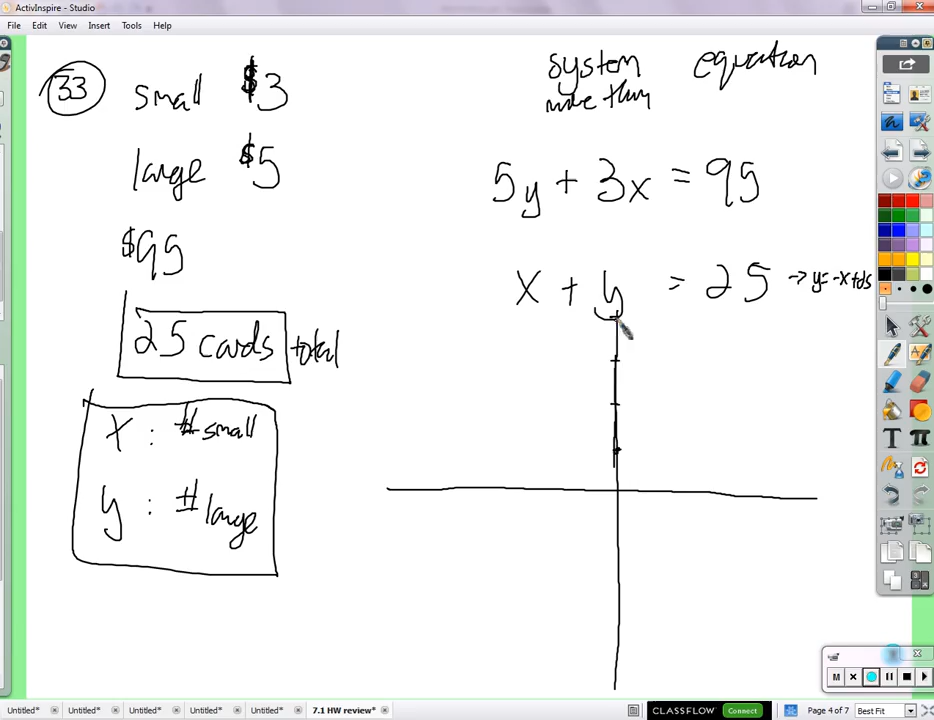 ActivInspire - Studio
File Edit View Insert Tools Help
33
small $3
large $5
$95
25 cards total
x : # small
y : # large
system equation
more than
5y + 3x = 95
x + y = 25 → y = -x + 25
M
Untitled* Untitled* Untitled* Untitled* Untitled* 7.1 HW review*
CLASSFLOW Connect
Page 4 of 7 Best Fit